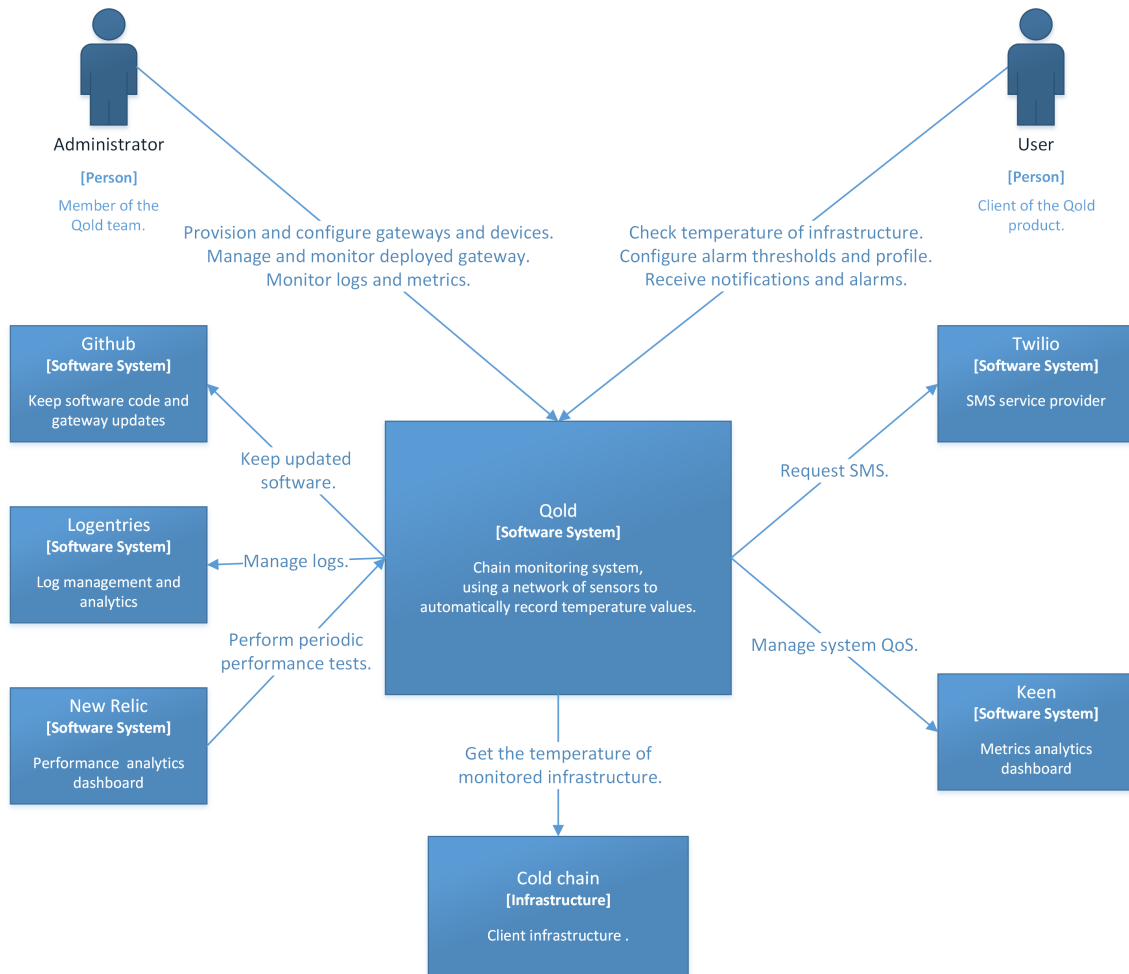 Administrator
[Person]
Member of the
Qold team.
User
[Person]
Client of the Qold
product.
Provision and configure gateways and devices.
Manage and monitor deployed gateway.
Monitor logs and metrics.
Check temperature of infrastructure.
Configure alarm thresholds and profile.
Receive notifications and alarms.
Github
[Software System]
Keep software code and
gateway updates
Twilio
[Software System]
SMS service provider
Keep updated
software.
Request SMS.
Logentries
[Software System]
Log management and
analytics
Manage logs.
Qold
[Software System]
Chain monitoring system,
using a network of sensors to
automatically record temperature values.
Perform periodic
performance tests.
Manage system QoS.
New Relic
[Software System]
Performance  analytics
dashboard
Keen
[Software System]
Metrics analytics
dashboard
Get the temperature of
monitored infrastructure.
Cold chain
[Infrastructure]
Client infrastructure .